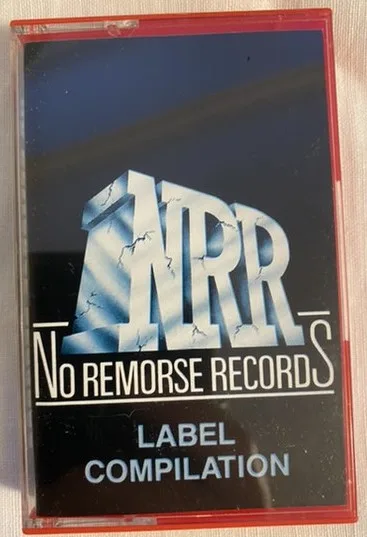 NRR
NO REMORSE RECORDS
LABEL
COMPILATION